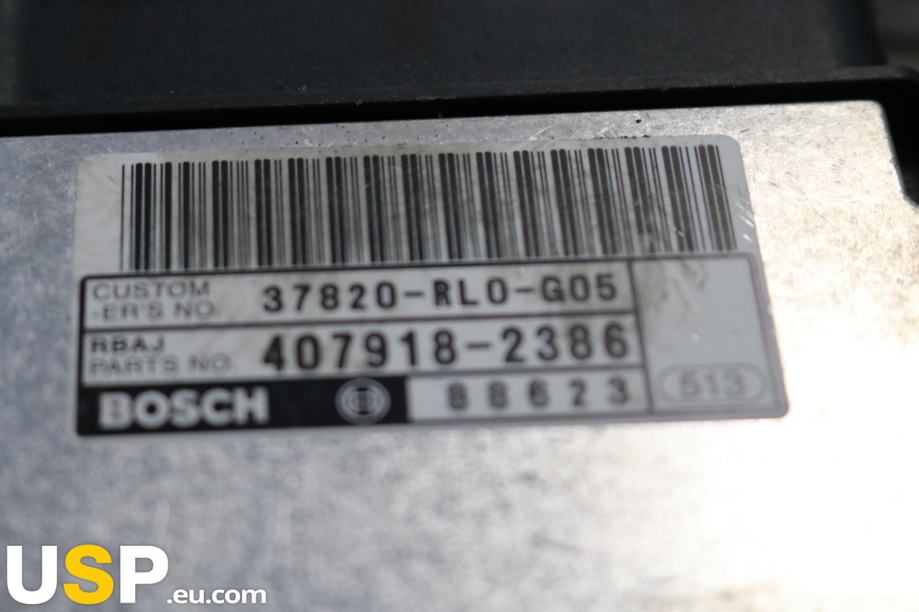 CUSTOM
-ER'S NO. 37820-RL0-G05
RBAJ
PARTS NO. 407918-2386
BOSCH 88623
513
USP.eu.com